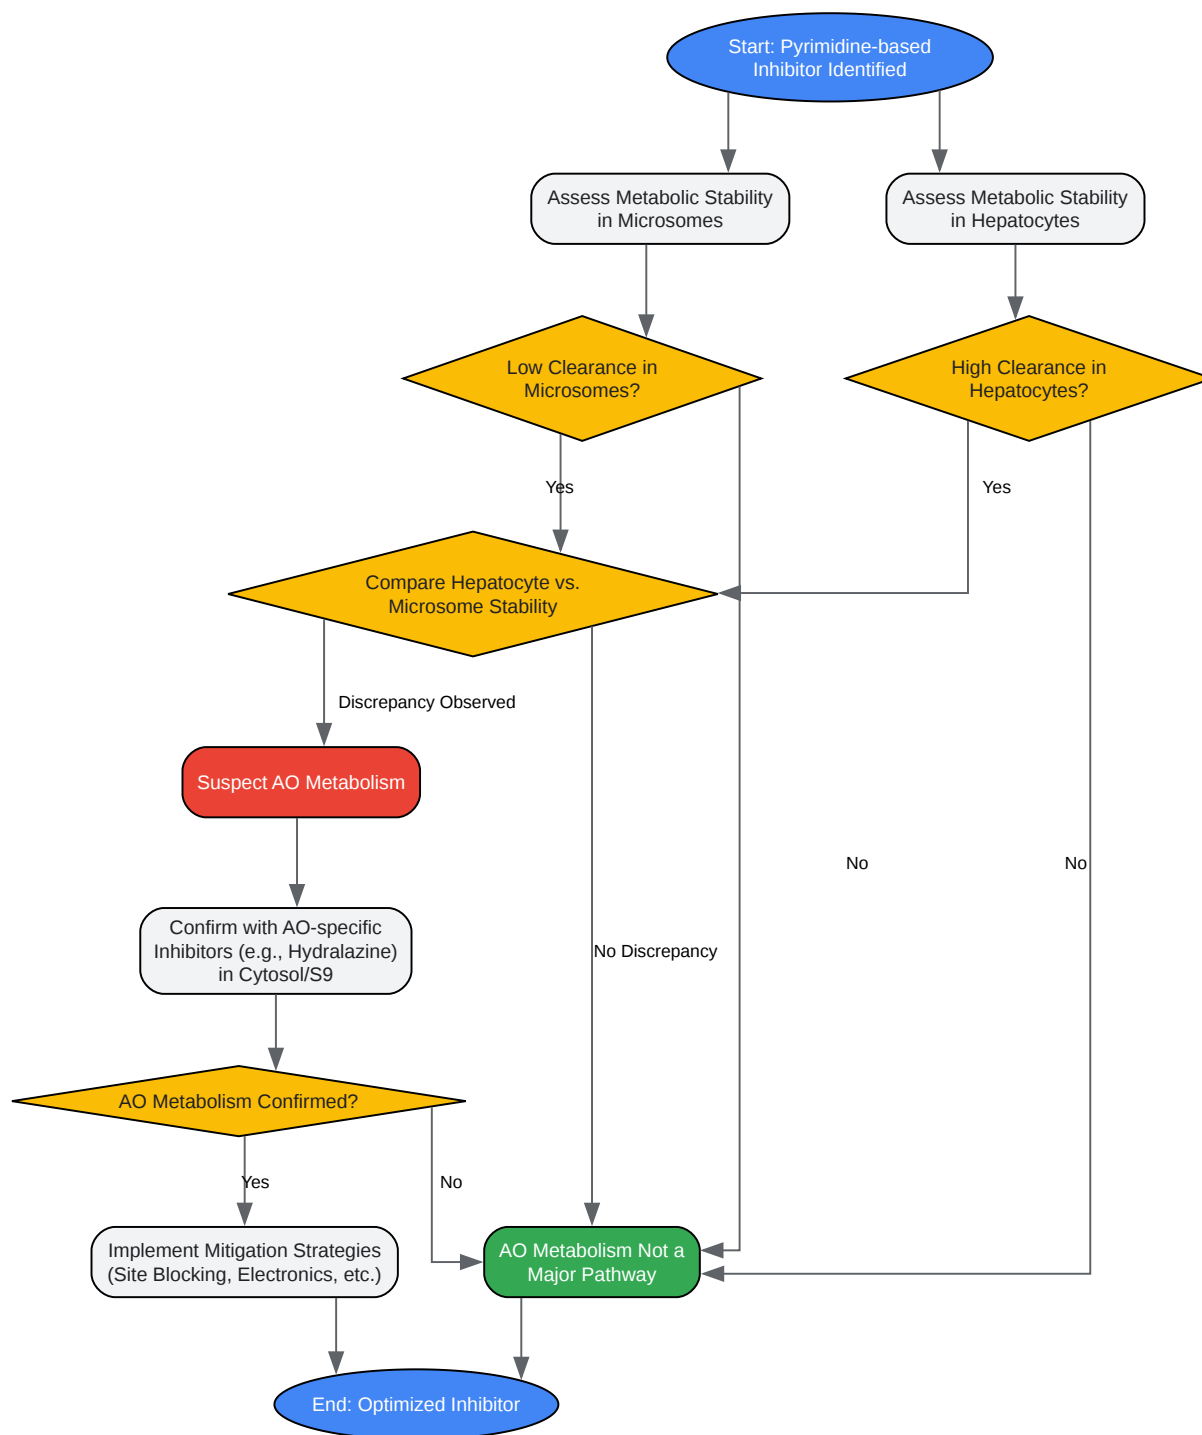 Start: Pyrimidine-based
Inhibitor Identified
Assess Metabolic Stability
in Microsomes
Assess Metabolic Stability
in Hepatocytes
Low Clearance in
Microsomes?
High Clearance in
Hepatocytes?
Yes
Yes
Compare Hepatocyte vs.
Microsome Stability
Discrepancy Observed
Suspect AO Metabolism
No
No
Confirm with AO-specific
Inhibitors (e.g., Hydralazine)
in Cytosol/S9
No Discrepancy
AO Metabolism Confirmed?
Yes
No
Implement Mitigation Strategies
(Site Blocking, Electronics, etc.)
AO Metabolism Not a
Major Pathway
End: Optimized Inhibitor